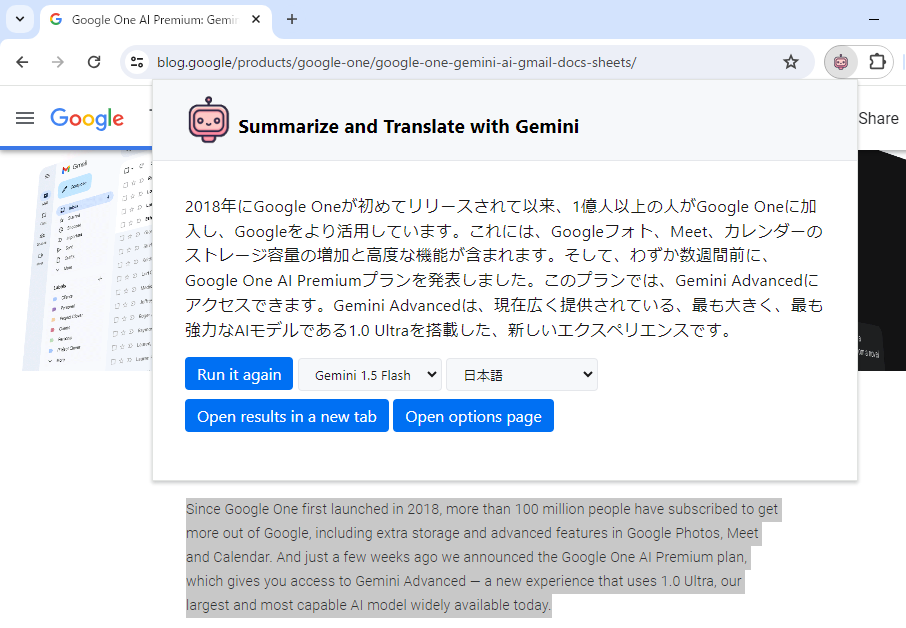 Google One AI Premium: Gemin
blog.google/products/google-one/google-one-gemini-ai-gmail-docs-sheets/
Google
Share
Summarize and Translate with Gemini
2018年にGoogle Oneが初めてリリースされて以来、1億人以上の人がGoogle Oneに加
入し、Googleをより活用しています。これには、Googleフォト、Meet、カレンダーの
ストレージ容量の増加と高度な機能が含まれます。そして、わずか数週間前に、
Google One AI Premiumプランを発表しました。このプランでは、Gemini Advancedに
アクセスできます。Gemini Advancedは、現在広く提供されている、最も大きく、最も
強力なAIモデルである1.0 Ultraを搭載した、新しいエクスペリエンスです。
Run it again
Gemini 1.5 Flash
日本語
Open results in a new tab
Open options page
Gmail
Compose
Inbox
Labels
Since Google One first launched in 2018, more than 100 million people have subscribed to get
more out of Google, including extra storage and advanced features in Google Photos, Meet
and Calendar. And just a few weeks ago we announced the Google One AI Premium plan,
which gives you access to Gemini Advanced — a new experience that uses 1.0 Ultra, our
largest and most capable AI model widely available today.